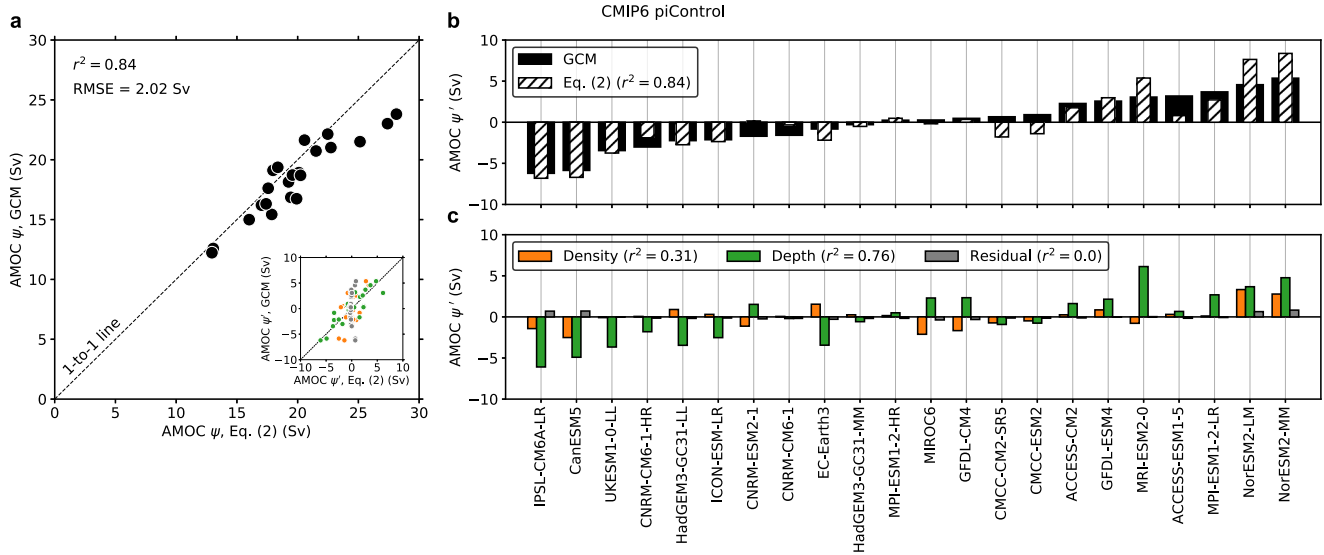 CMIP6 piControl
a
r² = 0.84
RMSE = 2.02 Sv
1-to-1 line
AMOC ψ, GCM (Sv)
30
25
20
15
10
5
0
0 5 10 15 20 25 30
AMOC ψ, Eq. (2) (Sv)
AMOC ψ′, GCM (Sv)
10
5
0
−5
−10
−10 −5 0 5 10
AMOC ψ′, Eq. (2) (Sv)
b
GCM
Eq. (2) (r² = 0.84)
AMOC ψ′ (Sv)
10
5
0
−5
−10
c
Density (r² = 0.31) Depth (r² = 0.76) Residual (r² = 0.0)
AMOC ψ′ (Sv)
10
5
0
−5
−10
IPSL-CM6A-LR
CanESM5
UKESM1-0-LL
CNRM-CM6-1-HR
HadGEM3-GC31-LL
ICON-ESM-LR
CNRM-ESM2-1
CNRM-CM6-1
EC-Earth3
HadGEM3-GC31-MM
MPI-ESM1-2-HR
MIROC6
GFDL-CM4
CMCC-CM2-SR5
CMCC-ESM2
ACCESS-CM2
GFDL-ESM4
MRI-ESM2-0
ACCESS-ESM1-5
MPI-ESM1-2-LR
NorESM2-LM
NorESM2-MM